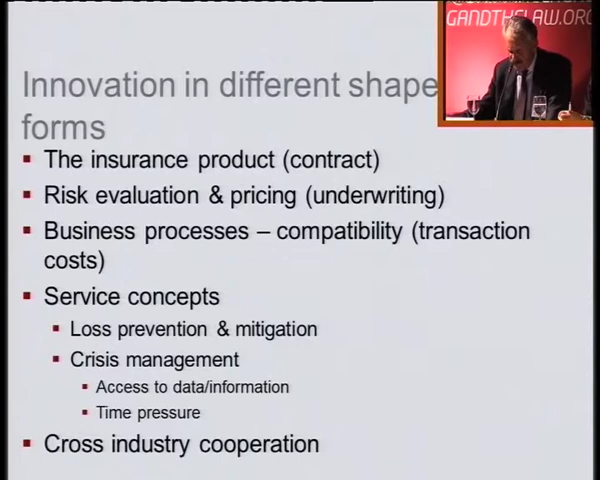 GANDTHELAW.ORG
Innovation in different shape
forms
The insurance product (contract)
Risk evaluation & pricing (underwriting)
Business processes – compatibility (transaction
costs)
Service concepts
Loss prevention & mitigation
Crisis management
Access to data/information
Time pressure
Cross industry cooperation